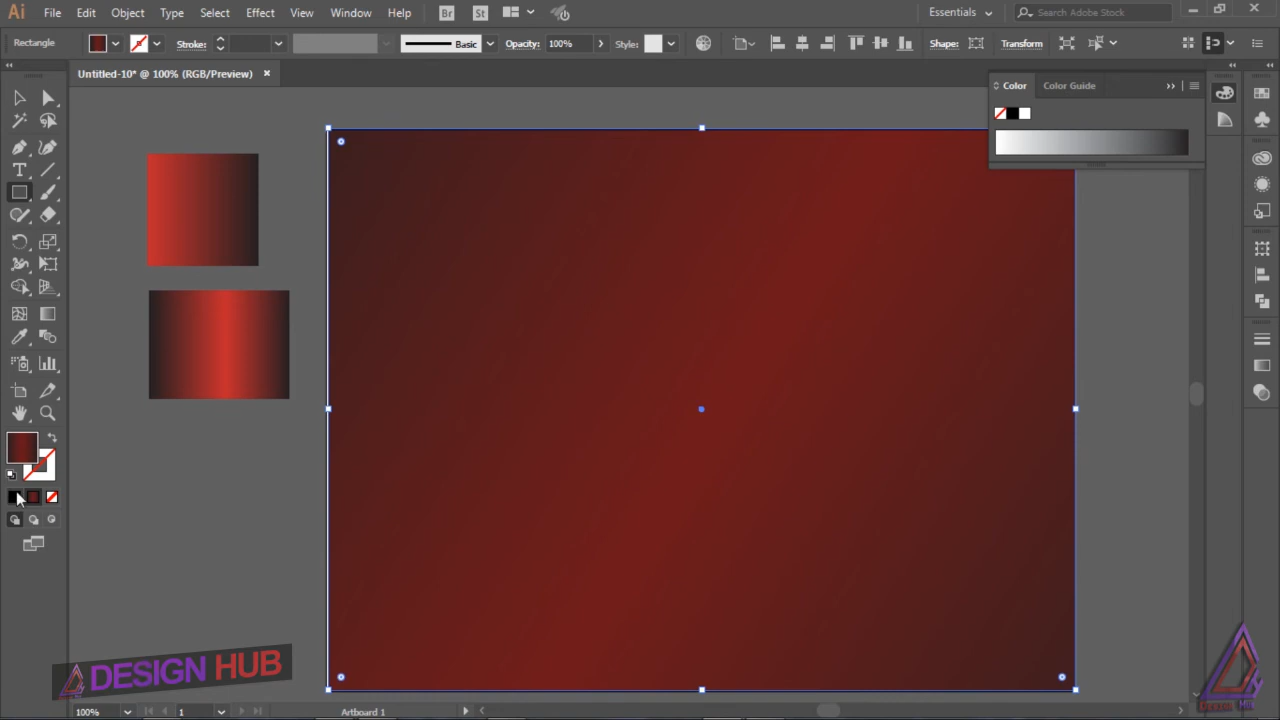 Ai File Edit Object Type Select Effect View Window Help Br St Essentials Search Adobe Stock
Rectangle Stroke: Basic Opacity: 100% Style: Shape: Transform
Untitled-10* @ 100% (RGB/Preview) ×
Color Color Guide
T
DESIGN HUB
100% 1 Artboard 1